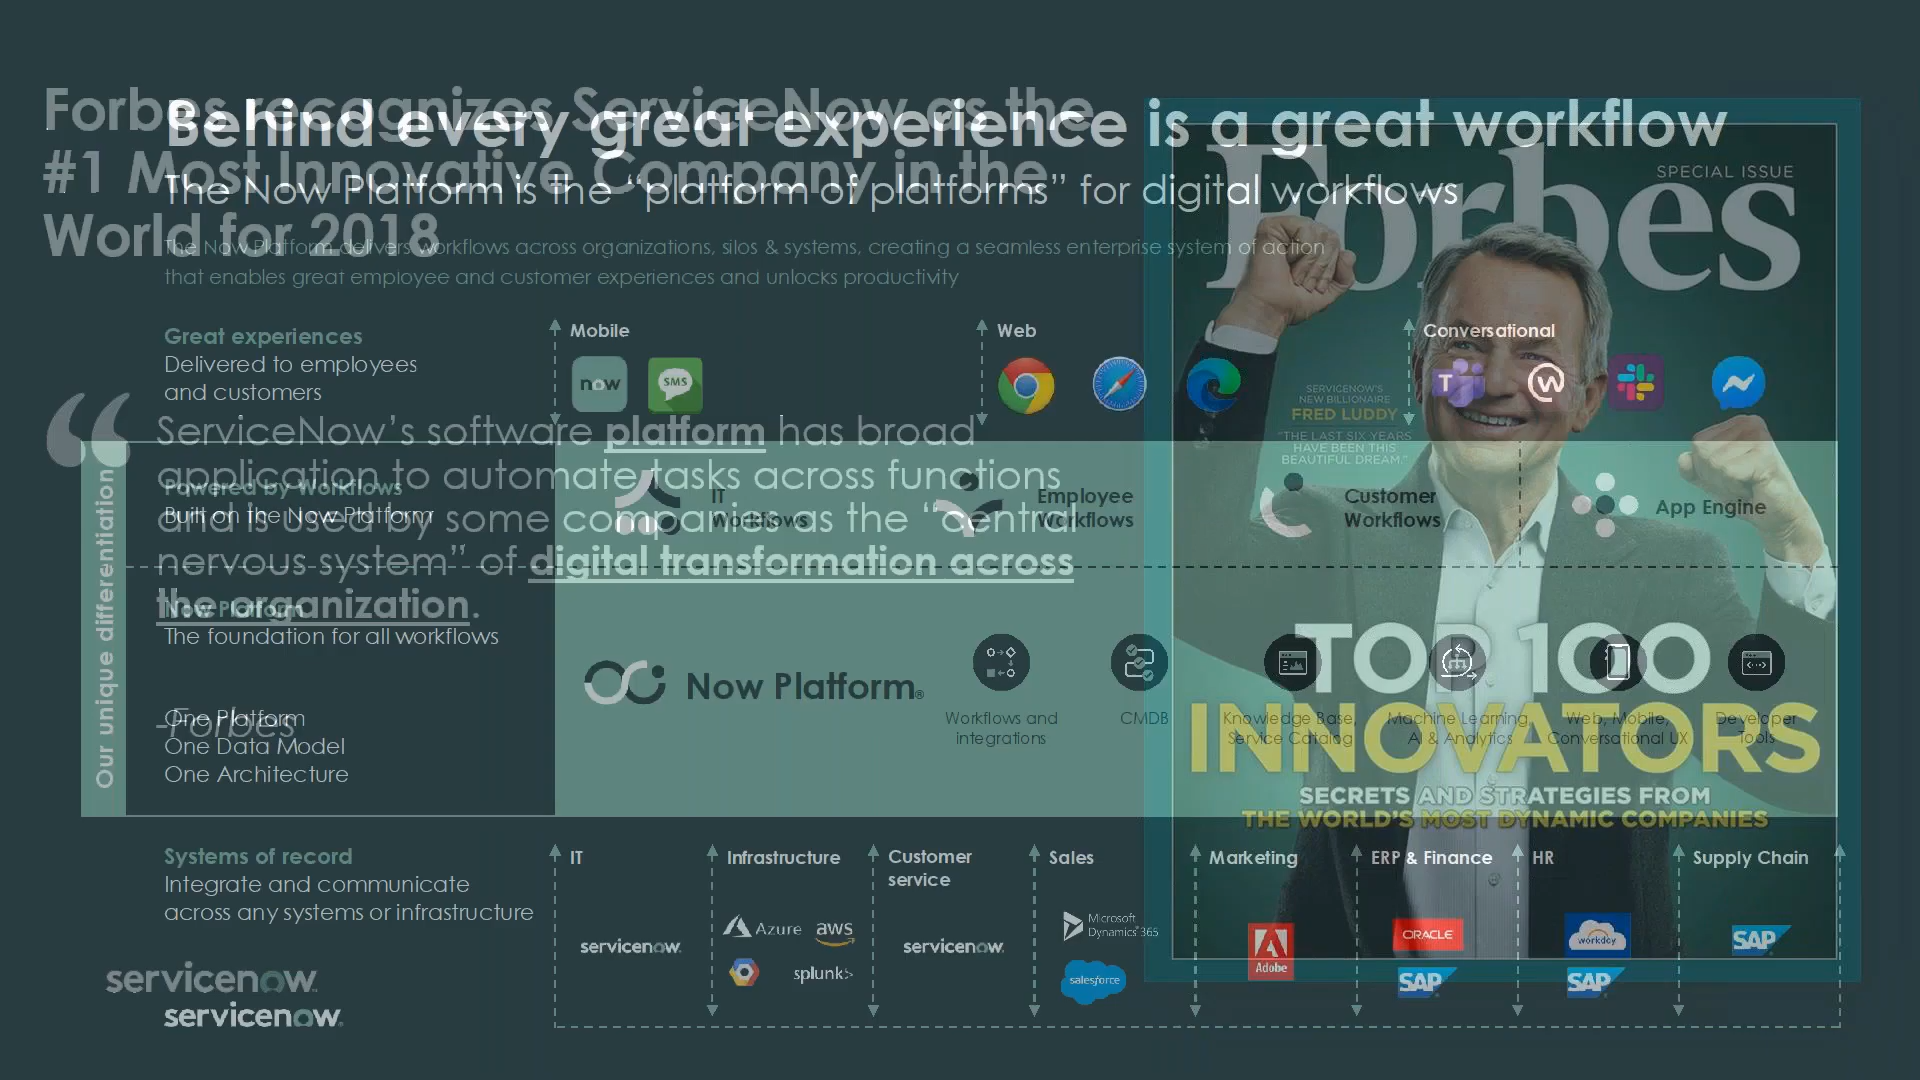 Forbes recognizes ServiceNow as the
#1 Most Innovative Company in the
World for 2018
Behind every great experience is a great workflow
The Now Platform is the “platform of platforms” for digital workflows
The Now Platform delivers workflows across organizations, silos & systems, creating a seamless enterprise system of action
that enables great employee and customer experiences and unlocks productivity
Forbes
SPECIAL ISSUE
SERVICENOW'S
NEW BILLIONAIRE
FRED LUDDY
"THE LAST SIX YEARS
HAVE BEEN THIS
BEAUTIFUL DREAM."
TOP 100
INNOVATORS
SECRETS AND STRATEGIES FROM
THE WORLD'S MOST DYNAMIC COMPANIES
Great experiences
Delivered to employees
and customers
Mobile
now
SMS
Web
Conversational
T
“ServiceNow’s software platform has broad
application to automate tasks across functions
and is used by some companies as the “central
nervous system” of digital transformation across
the organization.
-Forbes
Our unique differentiation
Powered by Workflows
Built on the Now Platform
IT
Workflows
Employee
Workflows
Customer
Workflows
App Engine
Now Platform
The foundation for all workflows
One Platform
One Data Model
One Architecture
Now Platform®
Workflows and
integrations
CMDB
Knowledge Base,
Service Catalog
Machine Learning,
AI & Analytics
Web, Mobile,
Conversational UX
Developer
Tools
Systems of record
Integrate and communicate
across any systems or infrastructure
IT
servicenow.
Infrastructure
Azure
aws
splunk>
Customer
service
servicenow.
Sales
Microsoft
Dynamics 365
salesforce
Marketing
Adobe
ERP & Finance
ORACLE
SAP
HR
workday
SAP
Supply Chain
SAP
servicenow.
servicenow.